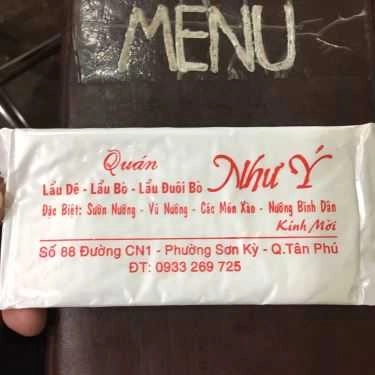 MENU
Quán Như Ý
Lẩu Dê - Lẩu Bò - Lẩu Đuôi Bò
Đặc Biệt: Sườn Nướng - Vú Nướng - Các Món Xào - Nướng Bình Dân
Kính Mời
Số 88 Đường CN1 - Phường Sơn Kỳ - Q.Tân Phú
ĐT: 0933 269 725